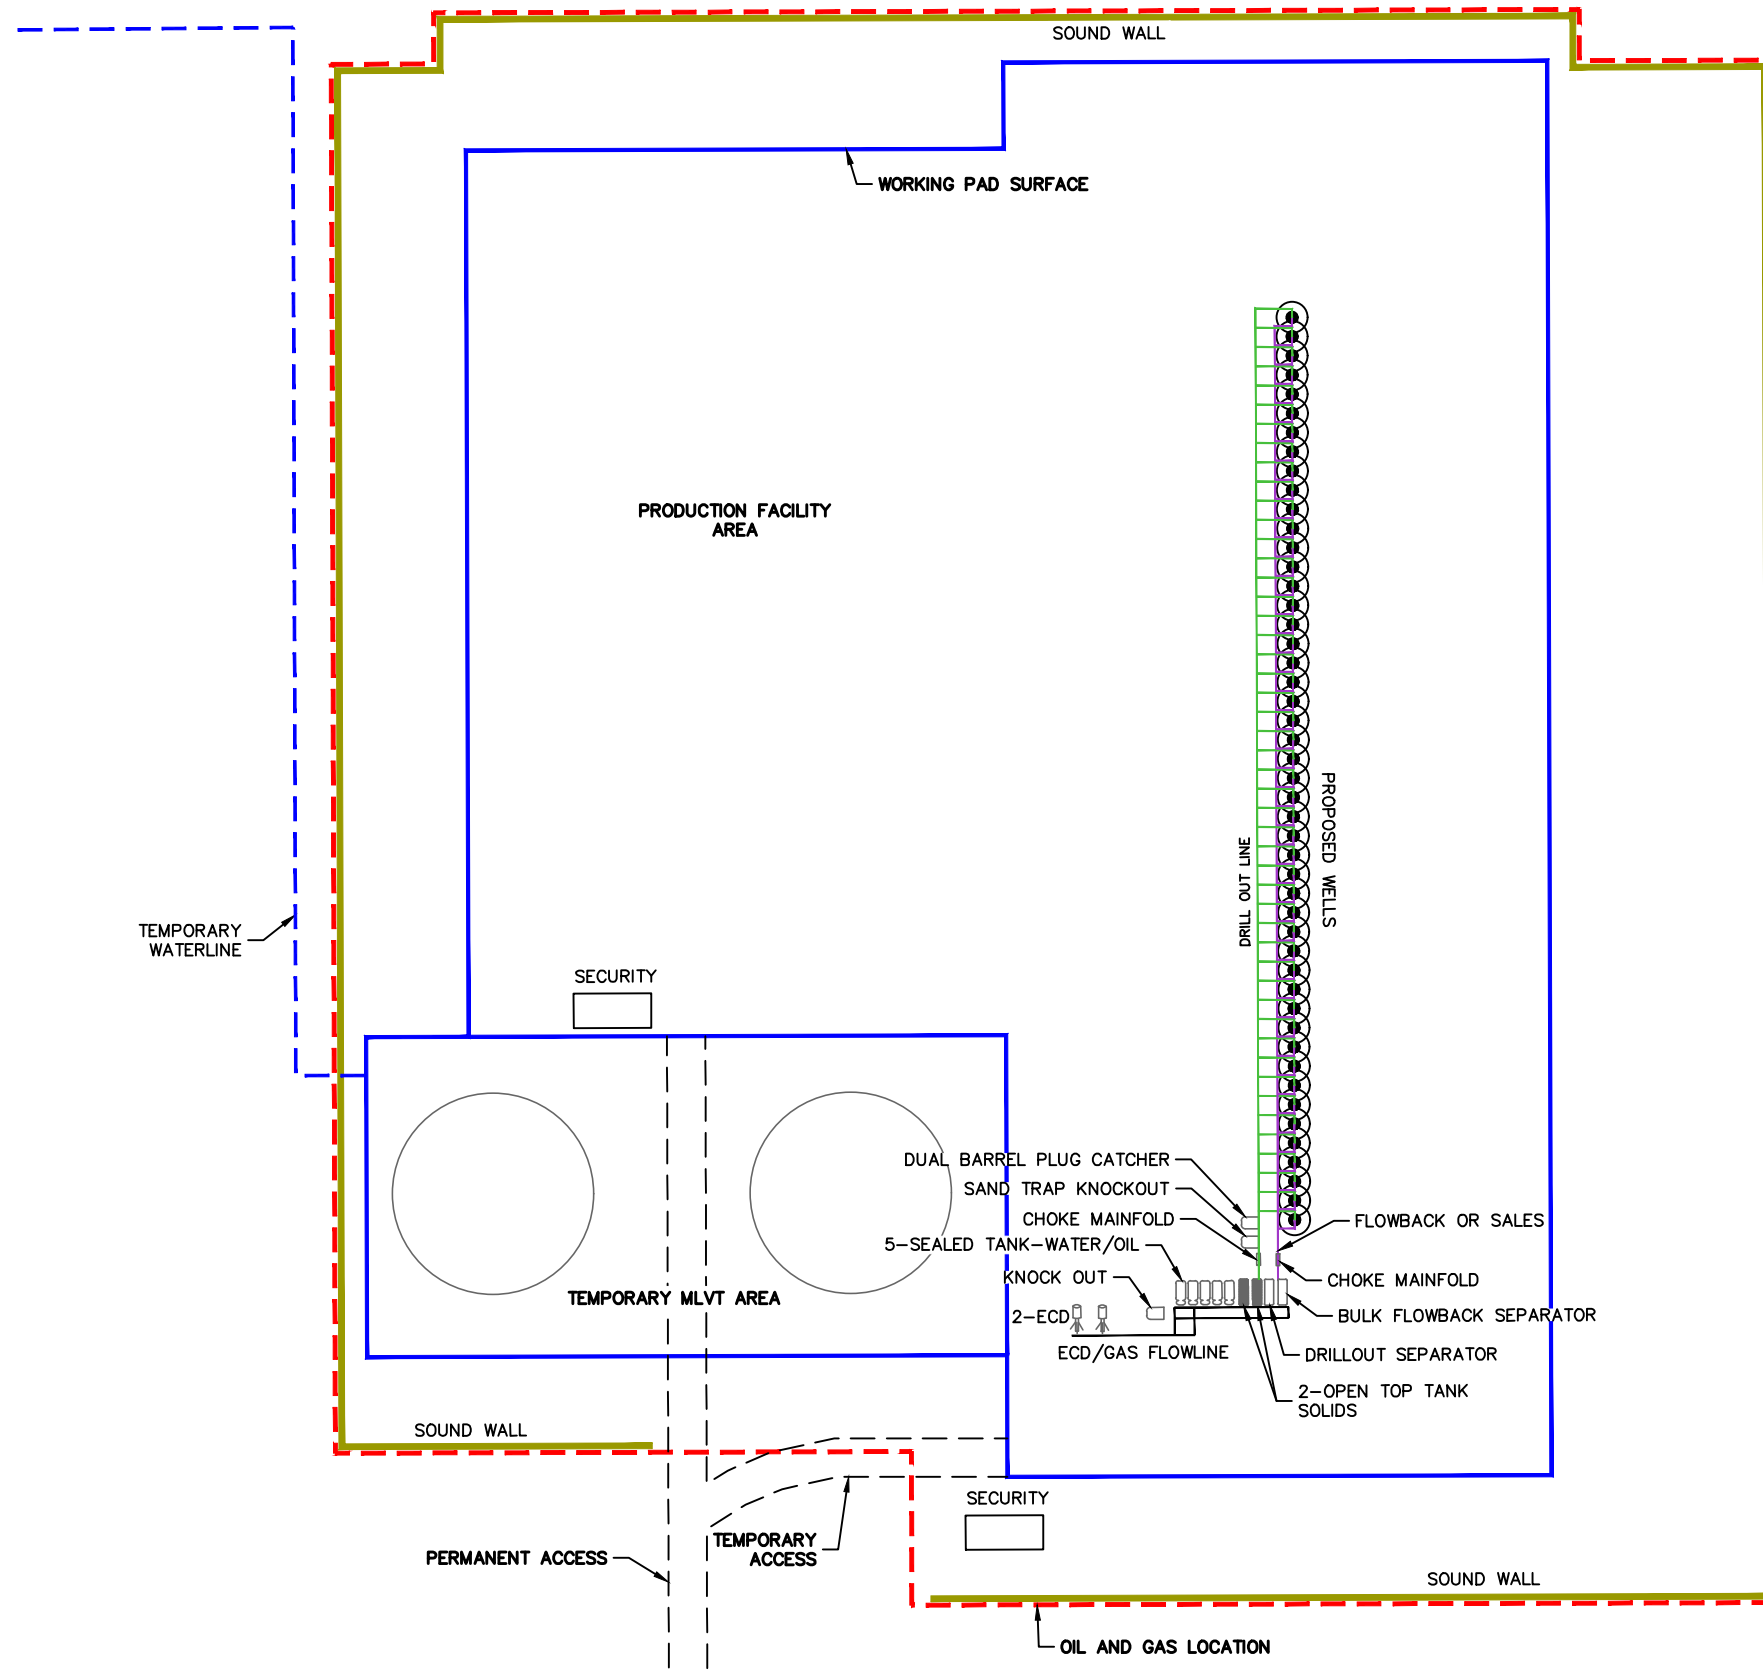 SOUND WALL
WORKING PAD SURFACE
PRODUCTION FACILITY
AREA
PROPOSED WELLS
DRILL OUT LINE
TEMPORARY
WATERLINE
SECURITY
DUAL BARREL PLUG CATCHER
SAND TRAP KNOCKOUT
CHOKE MAINFOLD
FLOWBACK OR SALES
5-SEALED TANK-WATER/OIL
KNOCK OUT
CHOKE MAINFOLD
TEMPORARY MLVT AREA
2-ECD
BULK FLOWBACK SEPARATOR
ECD/GAS FLOWLINE
DRILLOUT SEPARATOR
2-OPEN TOP TANK
SOLIDS
SOUND WALL
SECURITY
TEMPORARY
ACCESS
PERMANENT ACCESS
SOUND WALL
OIL AND GAS LOCATION